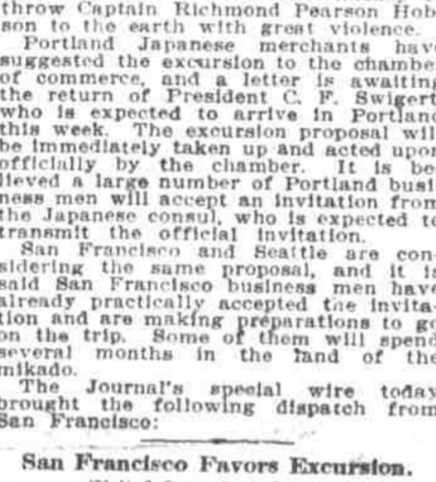 throw Captain Richmond Pearson Hob-
son to the earth with great violence.
Portland Japanese merchants have
suggested the excursion to the chamber
of commerce, and a letter is awaiting
the return of President C. F. Swigert
who is expected to arrive in Portland
this week. The excursion proposal will
be immediately taken up and acted upon
officially by the chamber. It is be-
lieved a large number of Portland busi-
ness men will accept an invitation from
the Japanese consul, who is expected to
transmit the official invitation.
San Francisco and Seattle are con-
sidering the same proposal, and it is
said San Francisco business men have
already practically accepted the invita-
tion and are making preparations to go
on the trip. Some of them will spend
several months in the land of the
mikado.
The Journal's special wire today
brought the following dispatch from
San Francisco:
San Francisco Favors Excursion.